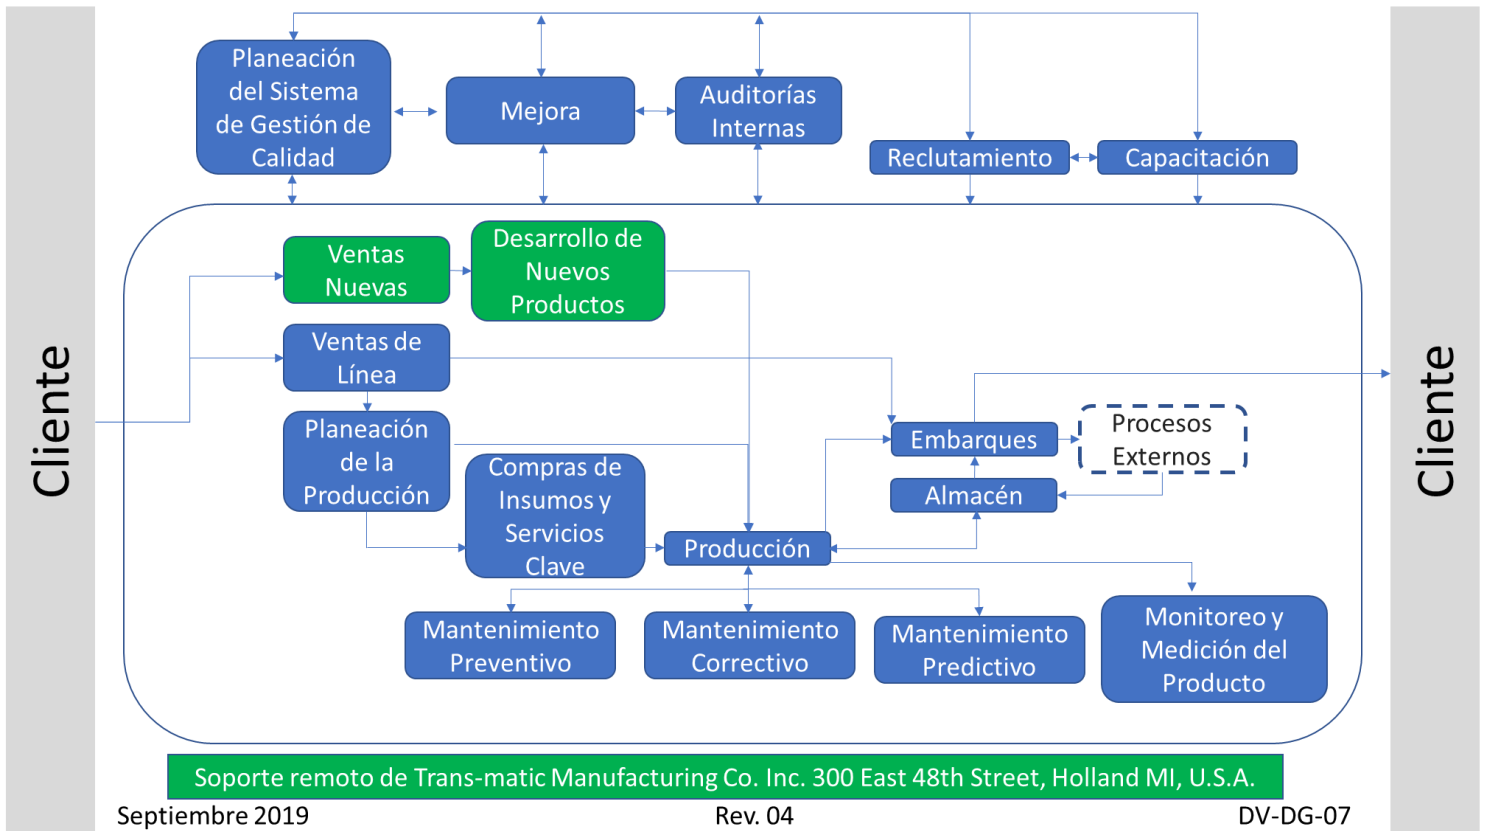 Cliente
Planeación
del Sistema
de Gestión de
Calidad
Mejora
Auditorías
Internas
Reclutamiento
Capacitación
Ventas
Nuevas
Desarrollo de
Nuevos
Productos
Ventas de
Línea
Planeación
de la
Producción
Compras de
Insumos y
Servicios
Clave
Producción
Embarques
Almacén
Procesos
Externos
Mantenimiento
Preventivo
Mantenimiento
Correctivo
Mantenimiento
Predictivo
Monitoreo y
Medición del
Producto
Cliente
Soporte remoto de Trans-matic Manufacturing Co. Inc. 300 East 48th Street, Holland MI, U.S.A.
Septiembre 2019
Rev. 04
DV-DG-07